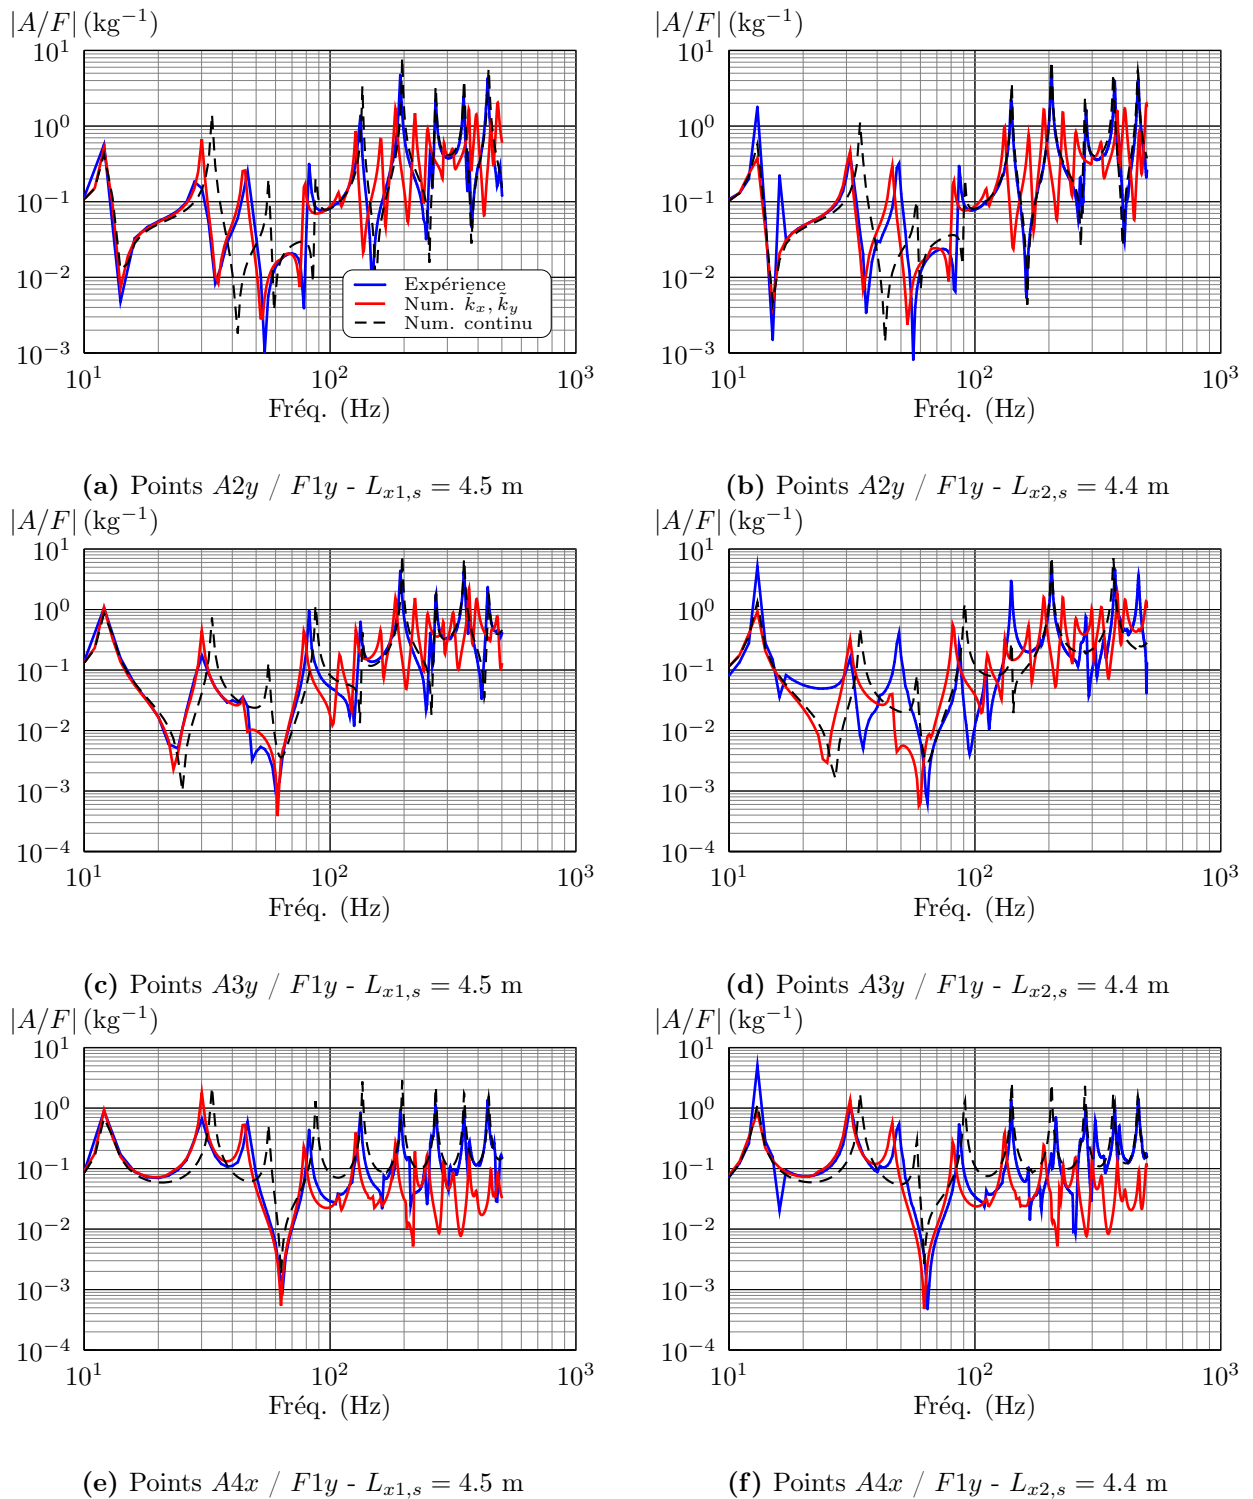 |A/F| (kg⁻¹)
10¹
10⁰
10⁻¹
10⁻²
10⁻³
10¹ 10² 10³
Fréq. (Hz)
Expérience
Num. k̃ₓ, k̃ᵧ
Num. continu
(a) Points A2y / F1y - Lₓ₁,ₛ = 4.5 m
|A/F| (kg⁻¹)
10¹
10⁰
10⁻¹
10⁻²
10⁻³
10¹ 10² 10³
Fréq. (Hz)
(b) Points A2y / F1y - Lₓ₂,ₛ = 4.4 m
|A/F| (kg⁻¹)
10¹
10⁰
10⁻¹
10⁻²
10⁻³
10⁻⁴
10¹ 10² 10³
Fréq. (Hz)
(c) Points A3y / F1y - Lₓ₁,ₛ = 4.5 m
|A/F| (kg⁻¹)
10¹
10⁰
10⁻¹
10⁻²
10⁻³
10⁻⁴
10¹ 10² 10³
Fréq. (Hz)
(d) Points A3y / F1y - Lₓ₂,ₛ = 4.4 m
|A/F| (kg⁻¹)
10¹
10⁰
10⁻¹
10⁻²
10⁻³
10⁻⁴
10¹ 10² 10³
Fréq. (Hz)
(e) Points A4x / F1y - Lₓ₁,ₛ = 4.5 m
|A/F| (kg⁻¹)
10¹
10⁰
10⁻¹
10⁻²
10⁻³
10⁻⁴
10¹ 10² 10³
Fréq. (Hz)
(f) Points A4x / F1y - Lₓ₂,ₛ = 4.4 m